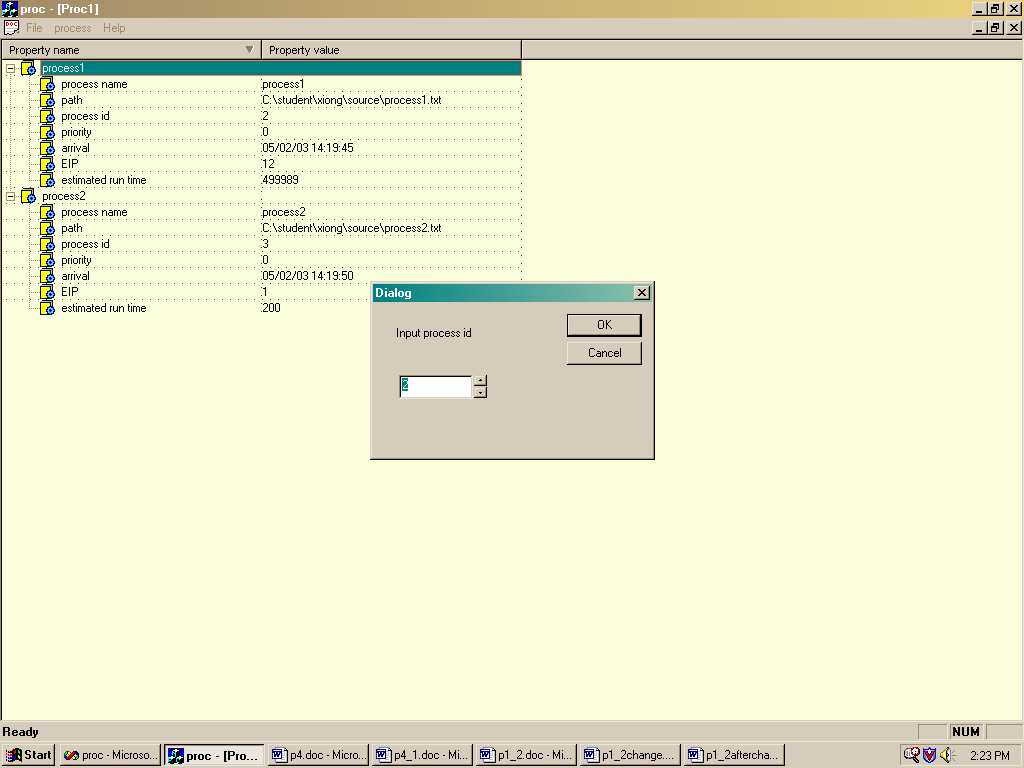 proc - [Proc1]
DOC File process Help
Property name Property value
process1
process name process1
path C:\student\xiong\source\process1.txt
process id 2
priority 0
arrival 05/02/03 14:19:45
EIP 12
estimated run time 499989
process2
process name process2
path C:\student\xiong\source\process2.txt
process id 3
priority 0
arrival 05/02/03 14:19:50
EIP 1
estimated run time 200
Dialog
Input process id
OK
Cancel
2
Ready NUM
Start proc - Microso... proc - [Pro... p4.doc - Micro... p4_1.doc - Mi... p1_2.doc - Mi... p1_2change.... p1_2aftercha... 2:23 PM